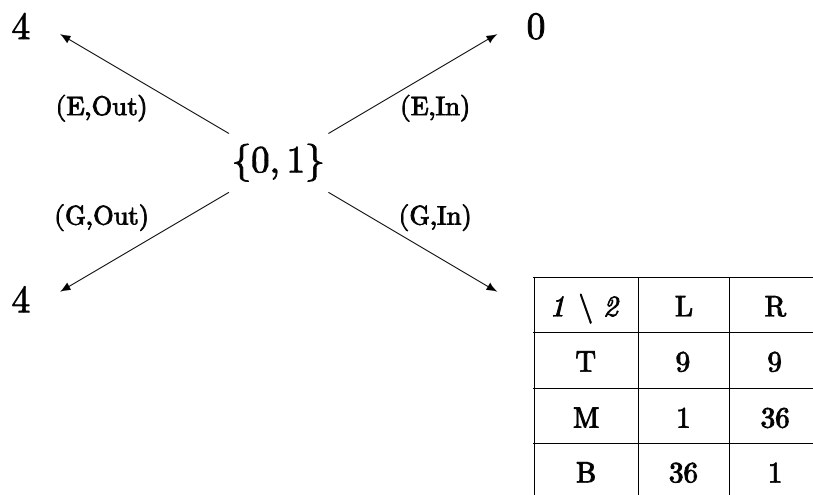 4 0
(E,Out) (E,In)
{0, 1}
(G,Out) (G,In)
4
1 \ 2 L R
T 9 9
M 1 36
B 36 1